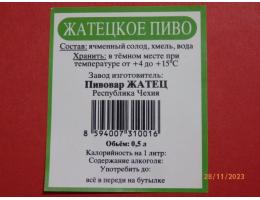 ЖАТЕЦКОЕ ПИВО
Состав: ячменный солод, хмель, вода
Хранить: в тёмном месте при
температуре от +4 до +15°С
Завод изготовитель:
Пивовар ЖАТЕЦ
Республика Чехия
8 594007 310016
Обьём: 0,5 л
Калорийность на 1 литр:
Содержание алкоголя:
Употребить до:
всё в передн на бутылке
28/11/2023